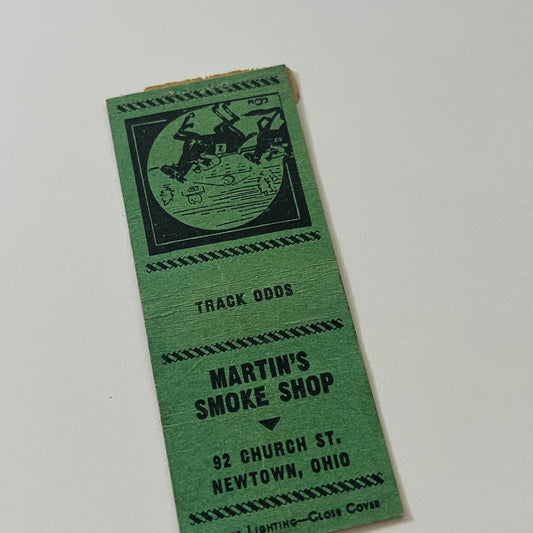 TRACK ODDS
MARTIN'S
SMOKE SHOP
92 CHURCH ST.
NEWTOWN, OHIO
LIGHTING—CLOSE COVER